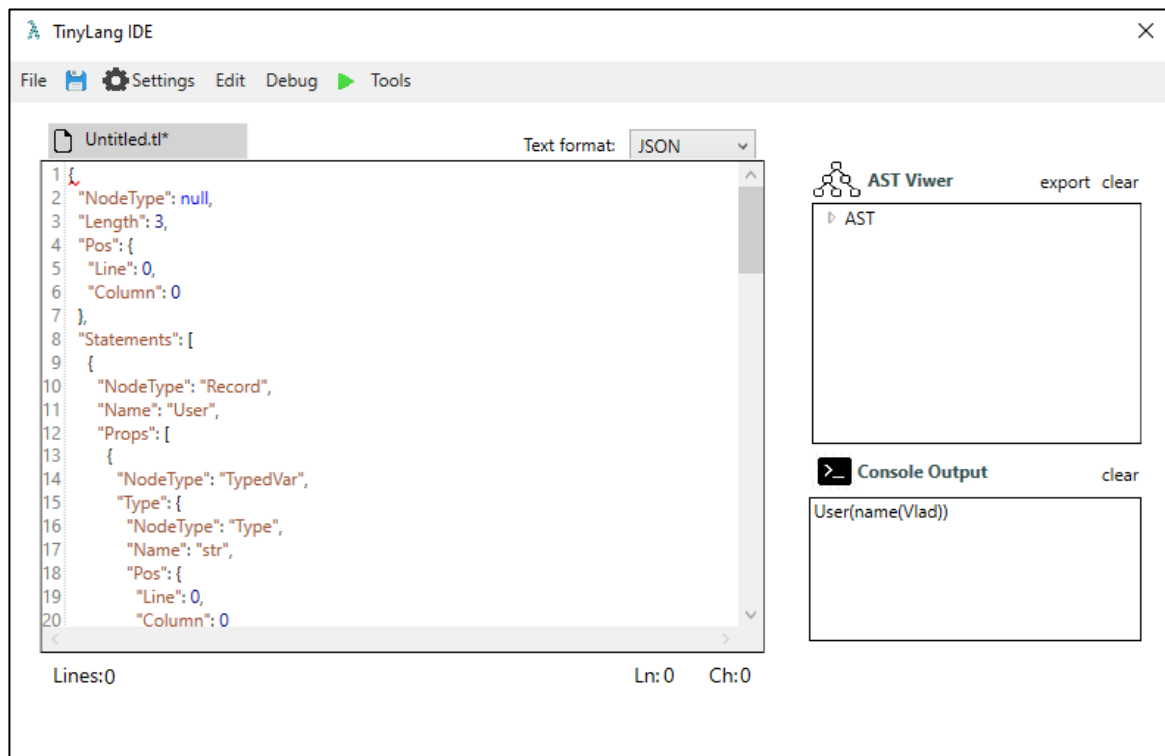 TinyLang IDE
File Settings Edit Debug Tools
Untitled.tl*
Text format: JSON
1 {
2 "NodeType": null,
3 "Length": 3,
4 "Pos": {
5 "Line": 0,
6 "Column": 0
7 },
8 "Statements": [
9 {
10 "NodeType": "Record",
11 "Name": "User",
12 "Props": [
13 {
14 "NodeType": "TypedVar",
15 "Type": {
16 "NodeType": "Type",
17 "Name": "str",
18 "Pos": {
19 "Line": 0,
20 "Column": 0
Lines:0
Ln: 0 Ch:0
AST Viwer export clear
AST
>_ Console Output clear
User(name(Vlad))